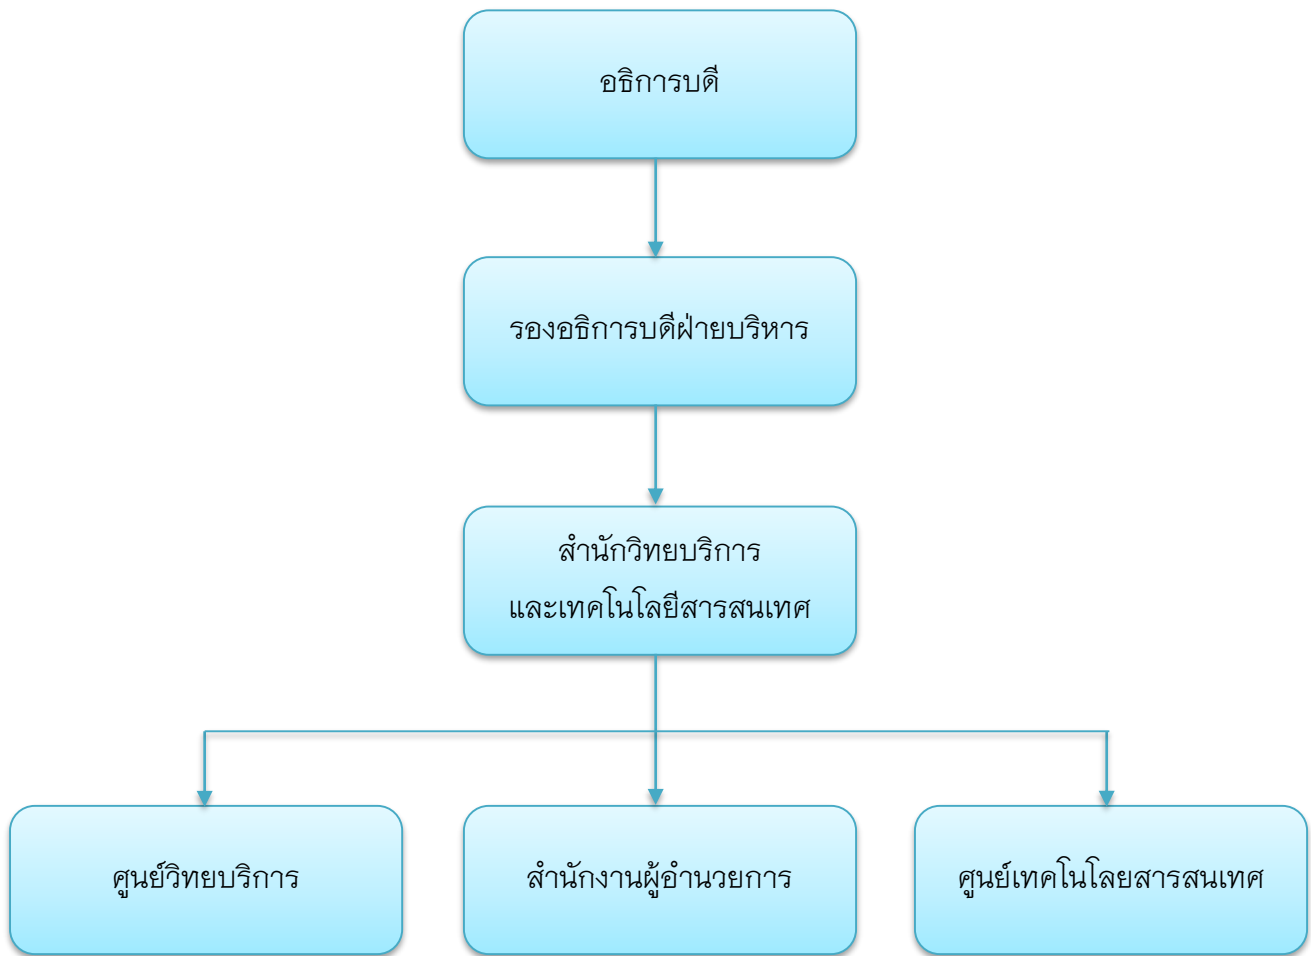 อธิการบดี
รองอธิการบดีฝ่ายบริหาร
สำนักวิทยบริการ
และเทคโนโลยีสารสนเทศ
ศูนย์วิทยบริการ
สำนักงานผู้อำนวยการ
ศูนย์เทคโนโลยสารสนเทศ